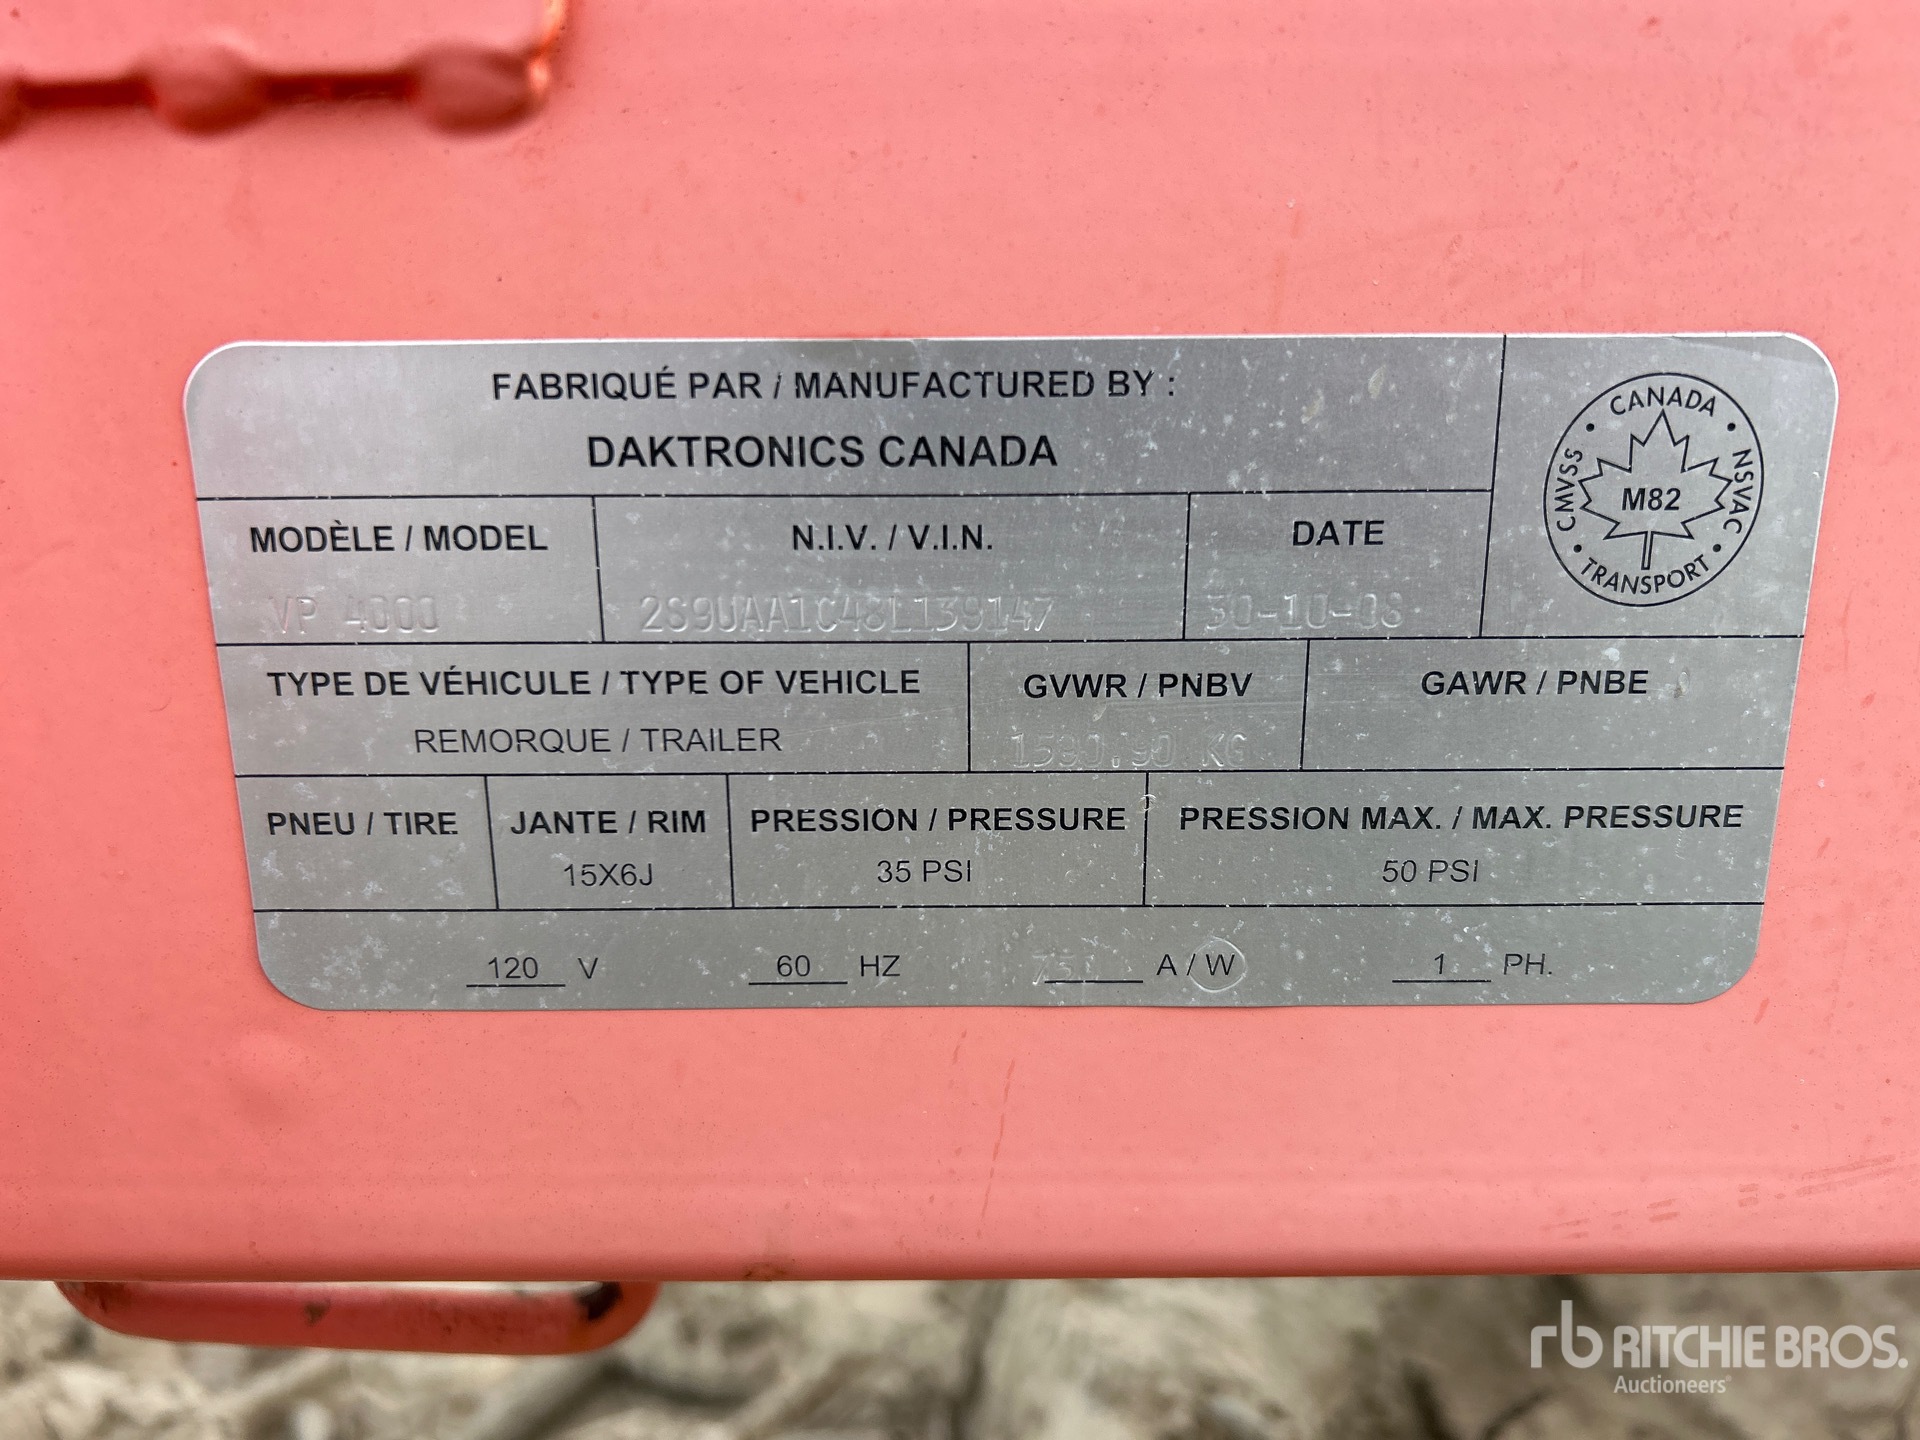 FABRIQUÉ PAR / MANUFACTURED BY :
DAKTRONICS CANADA
CANADA
CMVSS
NSVAC
M82
TRANSPORT
MODÈLE / MODEL
N.I.V. / V.I.N.
DATE
VP 4000
2S9UAA1C48L139147
30-10-08
TYPE DE VÉHICULE / TYPE OF VEHICLE
GVWR / PNBV
GAWR / PNBE
REMORQUE / TRAILER
KG
PNEU / TIRE
JANTE / RIM
PRESSION / PRESSURE
PRESSION MAX. / MAX. PRESSURE
15X6J
35 PSI
50 PSI
120 V
60 HZ
A / W
1 PH.
rb RITCHIE BROS.
Auctioneers